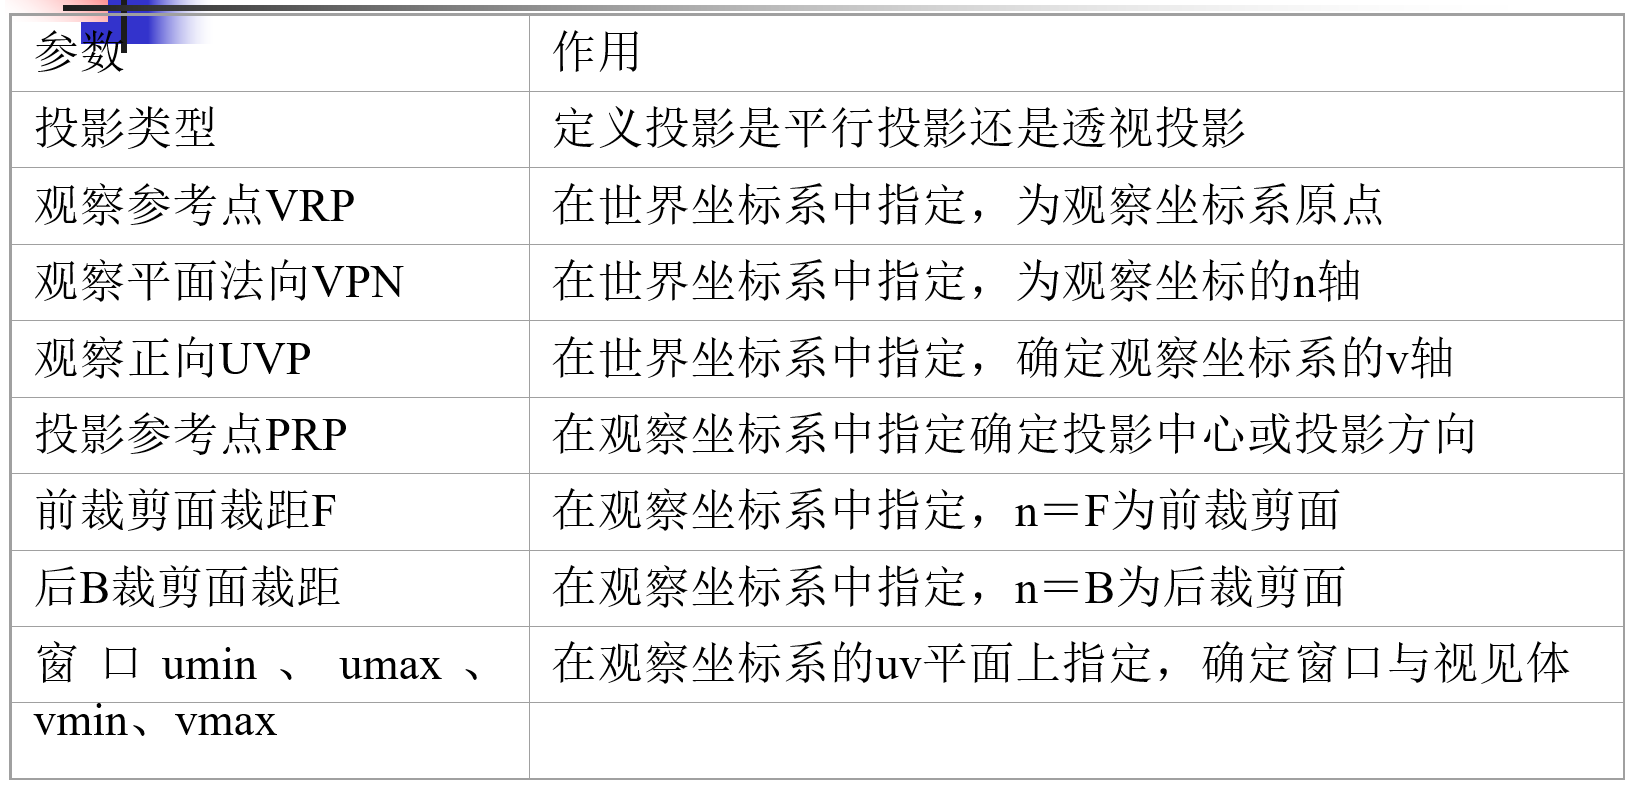 参数 作用
投影类型 定义投影是平行投影还是透视投影
观察参考点VRP 在世界坐标系中指定，为观察坐标系原点
观察平面法向VPN 在世界坐标系中指定，为观察坐标的n轴
观察正向UVP 在世界坐标系中指定，确定观察坐标系的v轴
投影参考点PRP 在观察坐标系中指定确定投影中心或投影方向
前裁剪面裁距F 在观察坐标系中指定，n＝F为前裁剪面
后B裁剪面裁距 在观察坐标系中指定，n＝B为后裁剪面
窗口umin、umax、 在观察坐标系的uv平面上指定，确定窗口与视见体
vmin、vmax